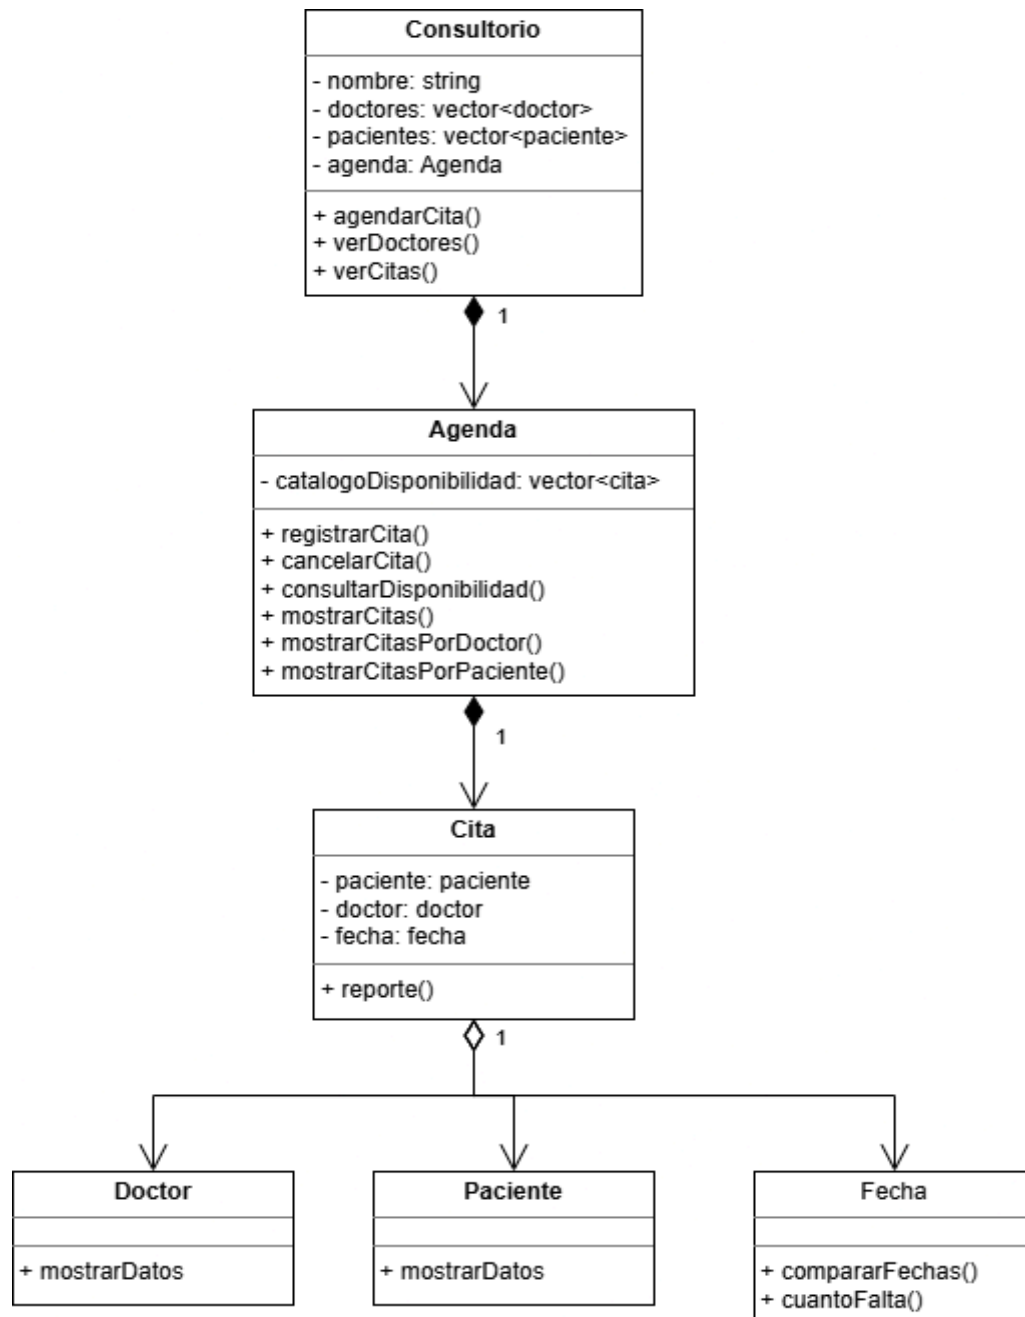 Consultorio
- nombre: string
- doctores: vector<doctor>
- pacientes: vector<paciente>
- agenda: Agenda
+ agendarCita()
+ verDoctores()
+ verCitas()
1
Agenda
- catalogoDisponibilidad: vector<cita>
+ registrarCita()
+ cancelarCita()
+ consultarDisponibilidad()
+ mostrarCitas()
+ mostrarCitasPorDoctor()
+ mostrarCitasPorPaciente()
1
Cita
- paciente: paciente
- doctor: doctor
- fecha: fecha
+ reporte()
1
Doctor
+ mostrarDatos
Paciente
+ mostrarDatos
Fecha
+ compararFechas()
+ cuantoFalta()